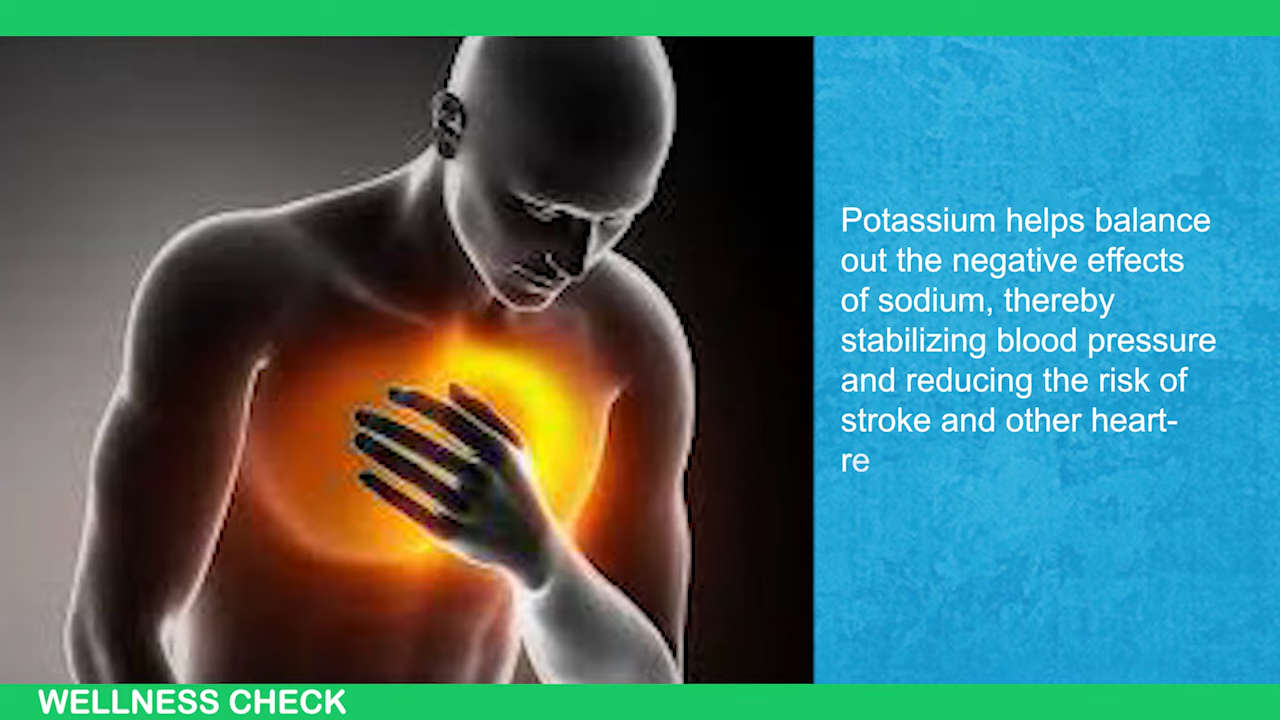 Potassium helps balance
out the negative effects
of sodium, thereby
stabilizing blood pressure
and reducing the risk of
stroke and other heart-
re
WELLNESS CHECK